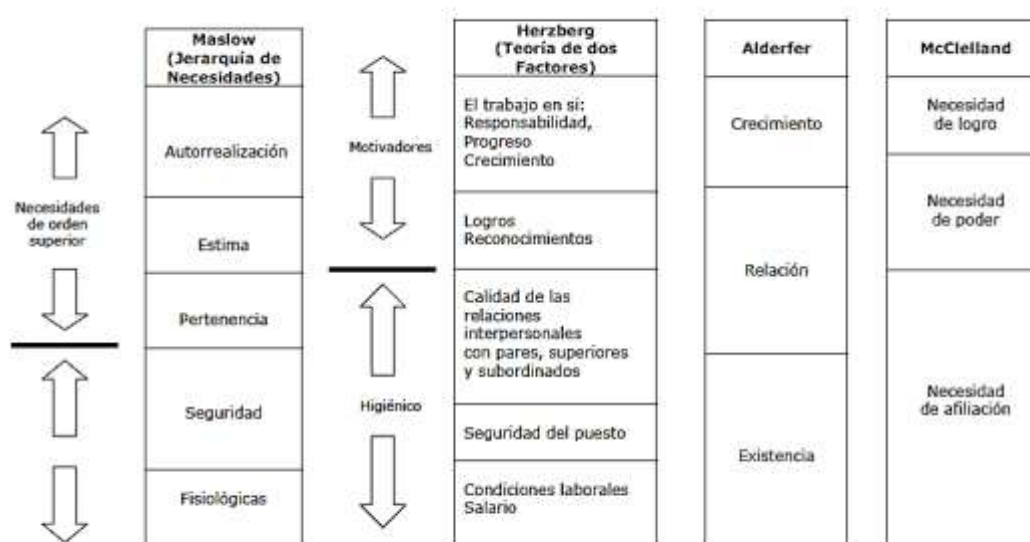 Maslow
(Jerarquía de
Necesidades)
Autorrealización
Estima
Pertenencia
Seguridad
Fisiológicas
Necesidades
de orden
superior
Herzberg
(Teoría de dos
Factores)
El trabajo en sí:
Responsabilidad,
Progreso
Crecimiento
Logros
Reconocimientos
Calidad de las
relaciones
interpersonales
con pares, superiores
y subordinados
Seguridad del puesto
Condiciones laborales
Salario
Motivadores
Higiénico
Alderfer
Crecimiento
Relación
Existencia
McClelland
Necesidad
de logro
Necesidad
de poder
Necesidad
de afiliación